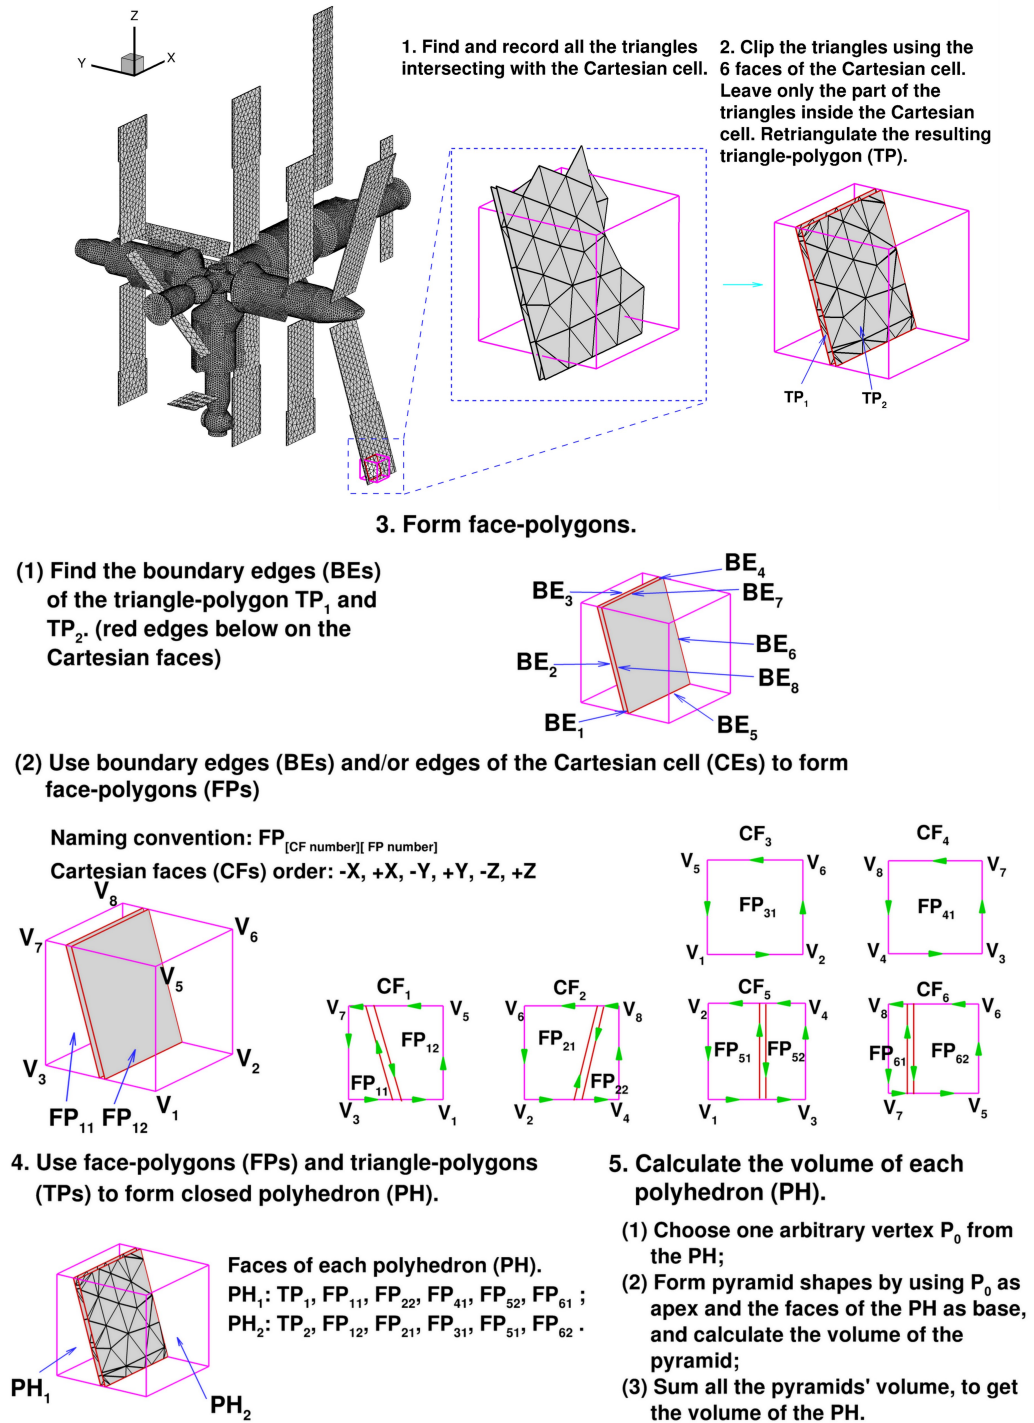 Z
Y
X
1. Find and record all the triangles
intersecting with the Cartesian cell.
2. Clip the triangles using the
6 faces of the Cartesian cell.
Leave only the part of the
triangles inside the Cartesian
cell. Retriangulate the resulting
triangle-polygon (TP).
TP1
TP2
3. Form face-polygons.
(1) Find the boundary edges (BEs)
of the triangle-polygon TP1 and
TP2. (red edges below on the
Cartesian faces)
BE4
BE3
BE7
BE6
BE2
BE8
BE1
BE5
(2) Use boundary edges (BEs) and/or edges of the Cartesian cell (CEs) to form
face-polygons (FPs)
Naming convention: FP[CF number][ FP number]
Cartesian faces (CFs) order: -X, +X, -Y, +Y, -Z, +Z
V8
V7
V6
V5
V3
V2
V1
FP11 FP12
CF3
V5
V6
FP31
V1
V2
CF4
V8
V7
FP41
V4
V3
CF1
V7
V5
FP12
FP11
V3
V1
CF2
V6
V8
FP21
FP22
V2
V4
CF5
V2
V4
FP51
FP52
V1
V3
CF6
V8
V6
FP61
FP62
V7
V5
4. Use face-polygons (FPs) and triangle-polygons
(TPs) to form closed polyhedron (PH).
Faces of each polyhedron (PH).
PH1: TP1, FP11, FP22, FP41, FP52, FP61 ;
PH2: TP2, FP12, FP21, FP31, FP51, FP62 .
PH1
PH2
5. Calculate the volume of each
polyhedron (PH).
(1) Choose one arbitrary vertex P0 from
the PH;
(2) Form pyramid shapes by using P0 as
apex and the faces of the PH as base,
and calculate the volume of the
pyramid;
(3) Sum all the pyramids' volume, to get
the volume of the PH.